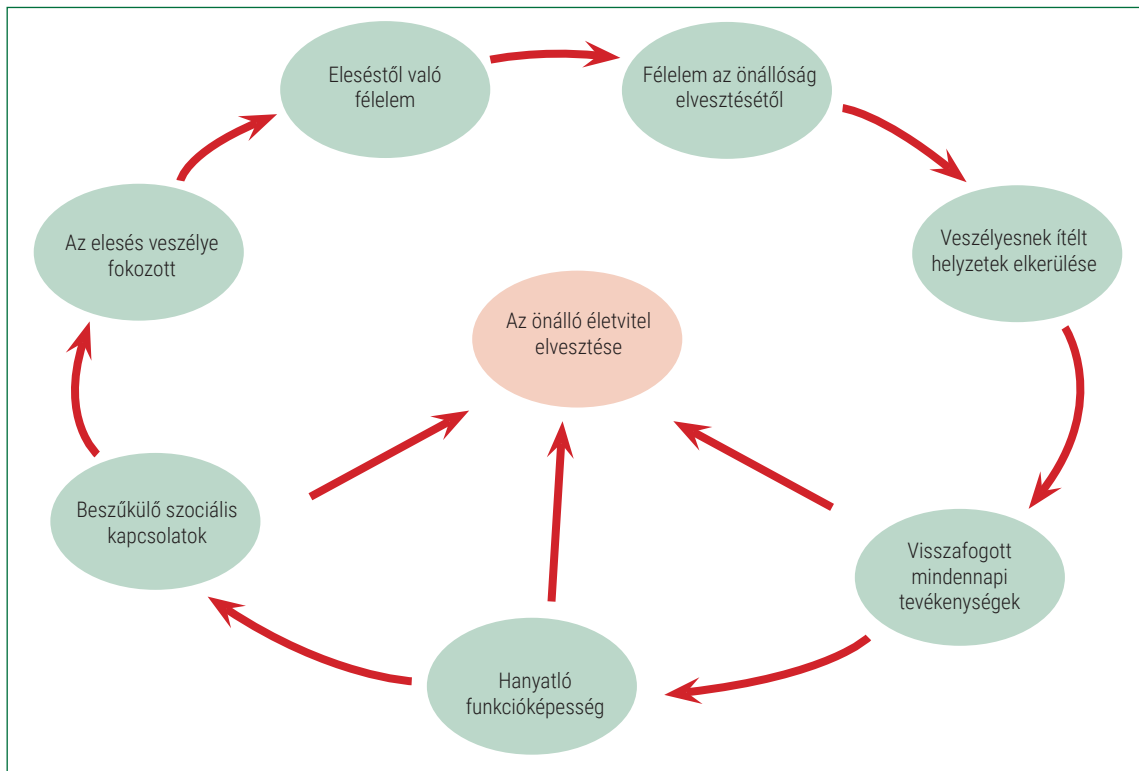 Eleséstől való
félelem
Félelem az önállóság
elvesztésétől
Veszélyesnek ítélt
helyzetek elkerülése
Visszafogott
mindennapi
tevékenységek
Hanyatló
funkcióképesség
Beszűkülő szociális
kapcsolatok
Az elesés veszélye
fokozott
Az önálló életvitel
elvesztése